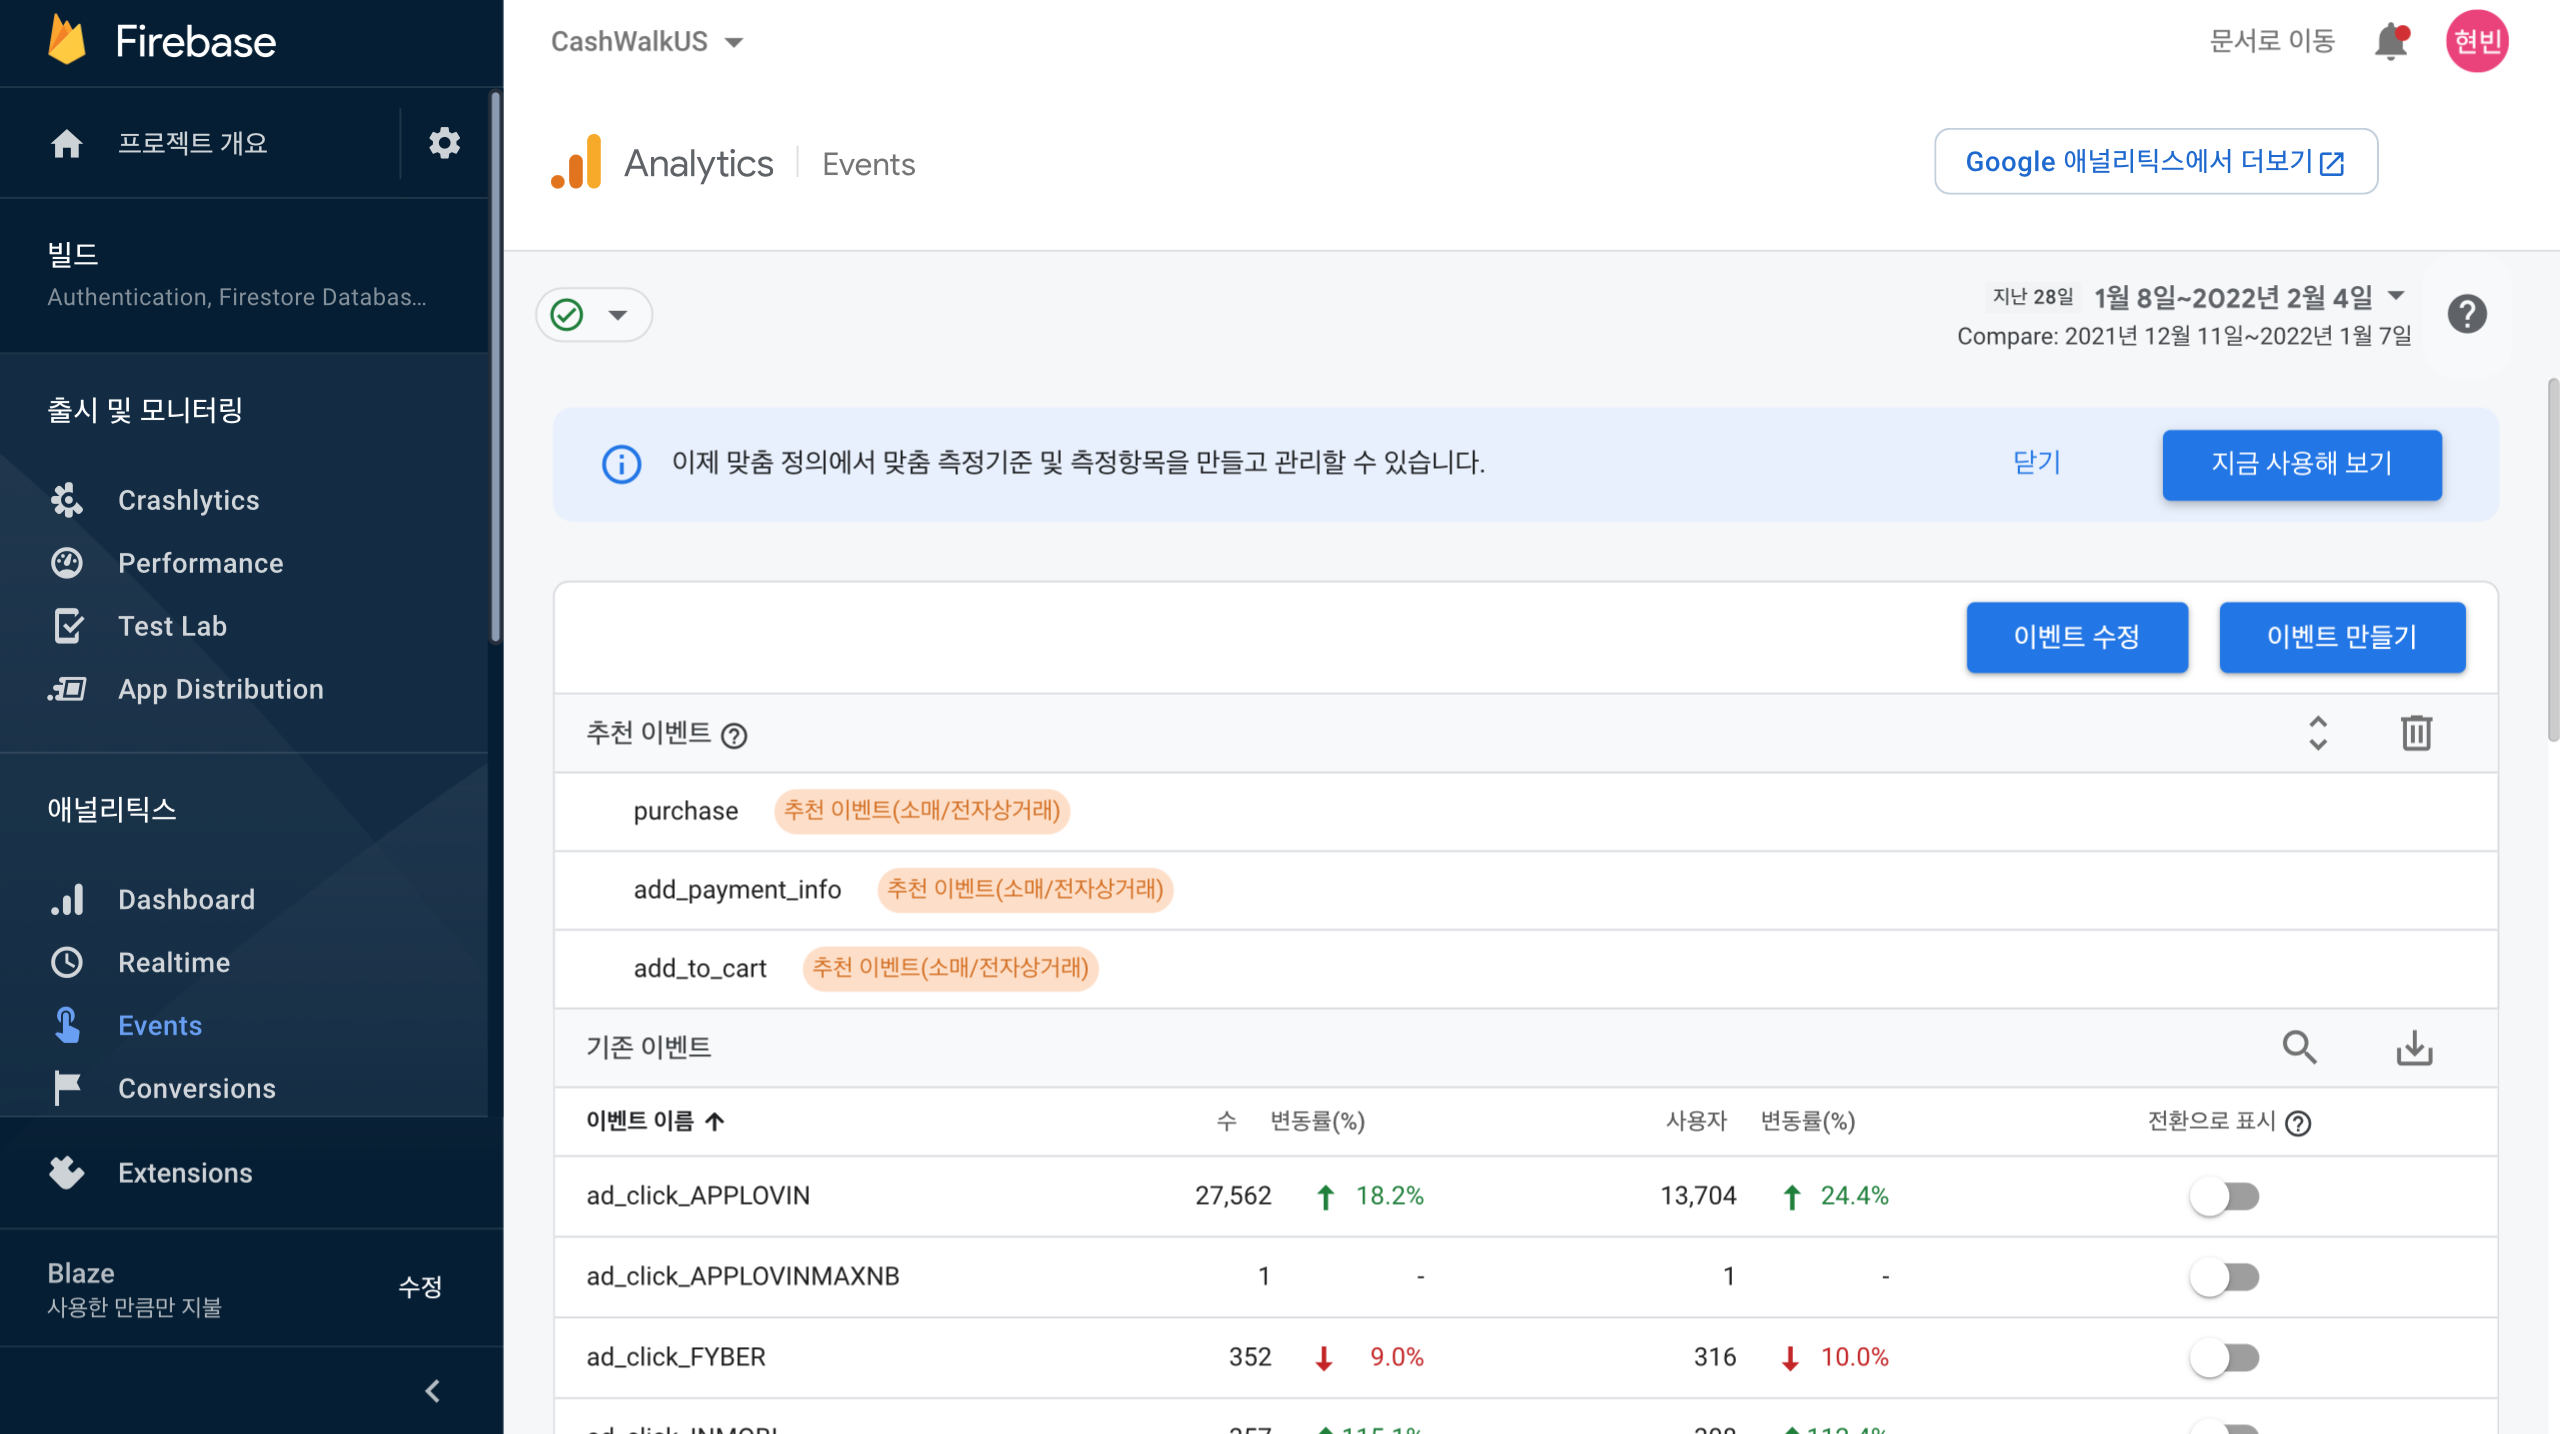 Firebase
프로젝트 개요
빌드
Authentication, Firestore Databas...
출시 및 모니터링
Crashlytics
Performance
Test Lab
App Distribution
애널리틱스
Dashboard
Realtime
Events
Conversions
Extensions
Blaze
사용한 만큼만 지불
수정
CashWalkUS
문서로 이동
현빈
Analytics
Events
Google 애널리틱스에서 더보기
지난 28일 1월 8일~2022년 2월 4일
Compare: 2021년 12월 11일~2022년 1월 7일
이제 맞춤 정의에서 맞춤 측정기준 및 측정항목을 만들고 관리할 수 있습니다.
닫기
지금 사용해 보기
이벤트 수정
이벤트 만들기
추천 이벤트
purchase 추천 이벤트(소매/전자상거래)
add_payment_info 추천 이벤트(소매/전자상거래)
add_to_cart 추천 이벤트(소매/전자상거래)
기존 이벤트
이벤트 이름 ↑ 수 변동률(%) 사용자 변동률(%) 전환으로 표시
ad_click_APPLOVIN 27,562 ↑ 18.2% 13,704 ↑ 24.4%
ad_click_APPLOVINMAXNB 1 - 1 -
ad_click_FYBER 352 ↓ 9.0% 316 ↓ 10.0%